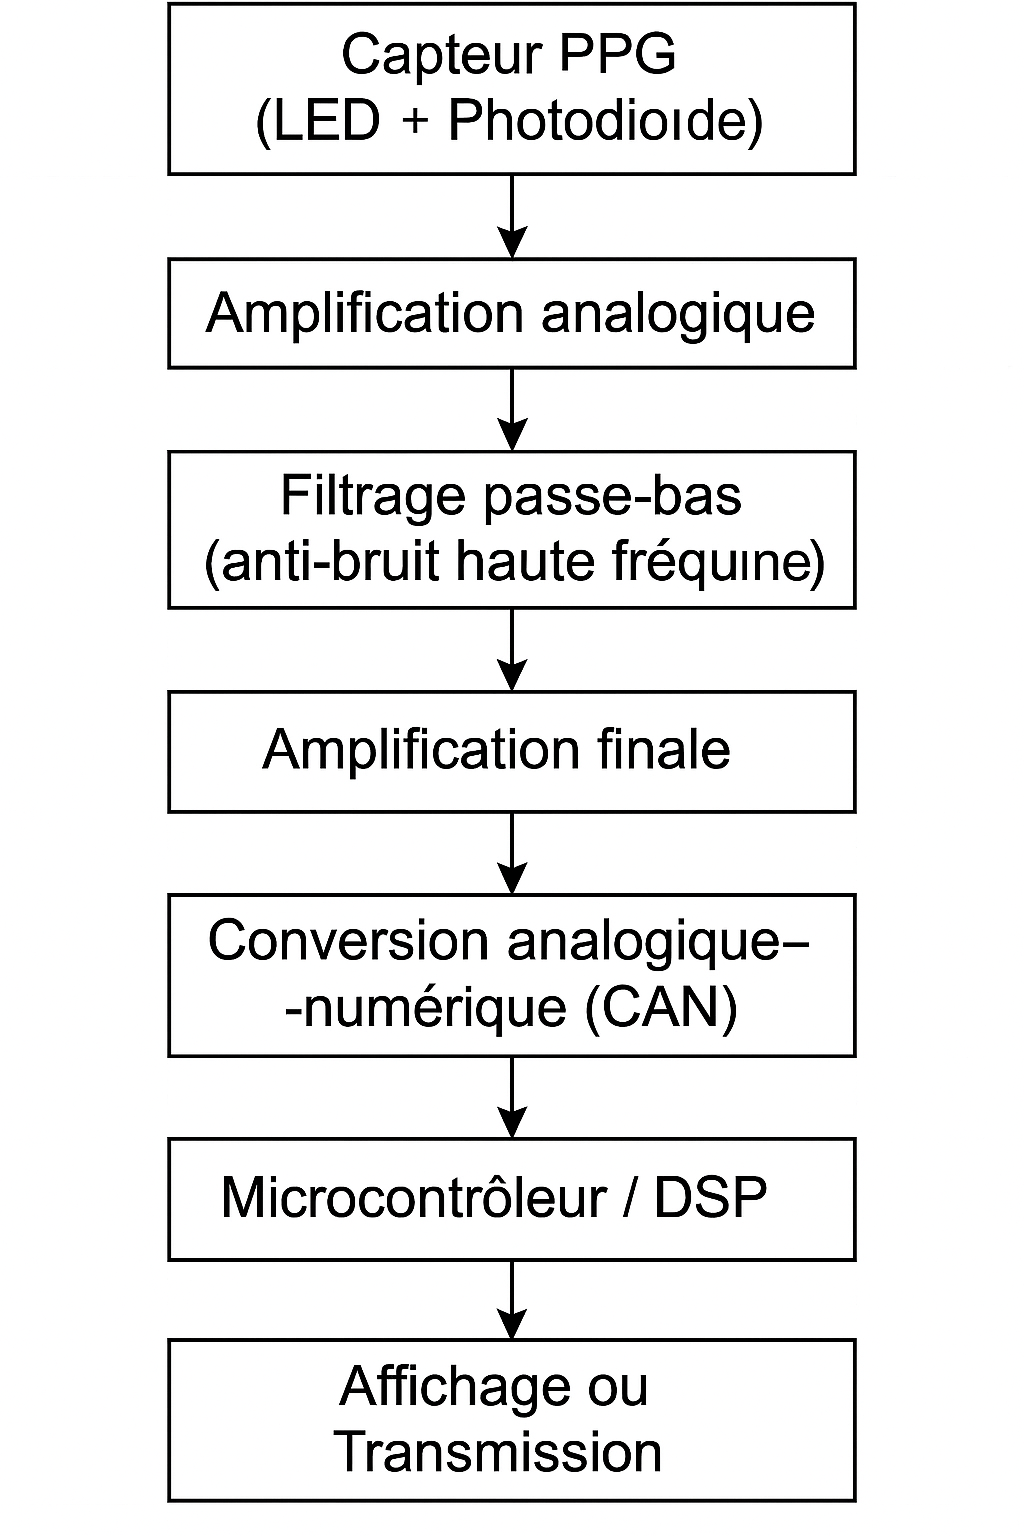 Capteur PPG
(LED + Photodioıde)
Amplification analogique
Filtrage passe-bas
(anti-bruit haute fréquıne)
Amplification finale
Conversion analogique–
-numérique (CAN)
Microcontrôleur / DSP
Affichage ou
Transmission